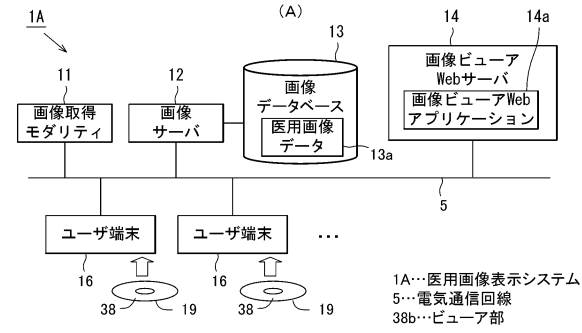 (A)
1A
11
画像取得
モダリティ
12
画像
サーバ
13
画像
データベース
医用画像
データ
13a
14
14a
画像ビューア
Webサーバ
画像ビューアWeb
アプリケーション
5
ユーザ端末
16
38
19
ユーザ端末
16
38
19
...
1A…医用画像表示システム
5…電気通信回線
38b…ビューア部